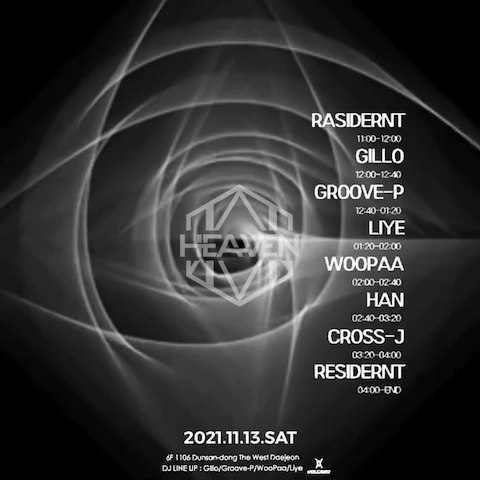 RASIDERNT
11:00-12:00
GILLO
12:00-12:40
GROOVE-P
12:40-01:20
LIYE
01:20-02:00
WOOPAA
02:00-02:40
HAN
02:40-03:20
CROSS-J
03:20-04:00
RESIDERNT
04:00-END
HEAVEN
2021.11.13.SAT
6F 1106 Dunsan-dong The West Daejeon
DJ LINE UP : Gillo/Groove-P/WooPaa/Liye
VOLCANO